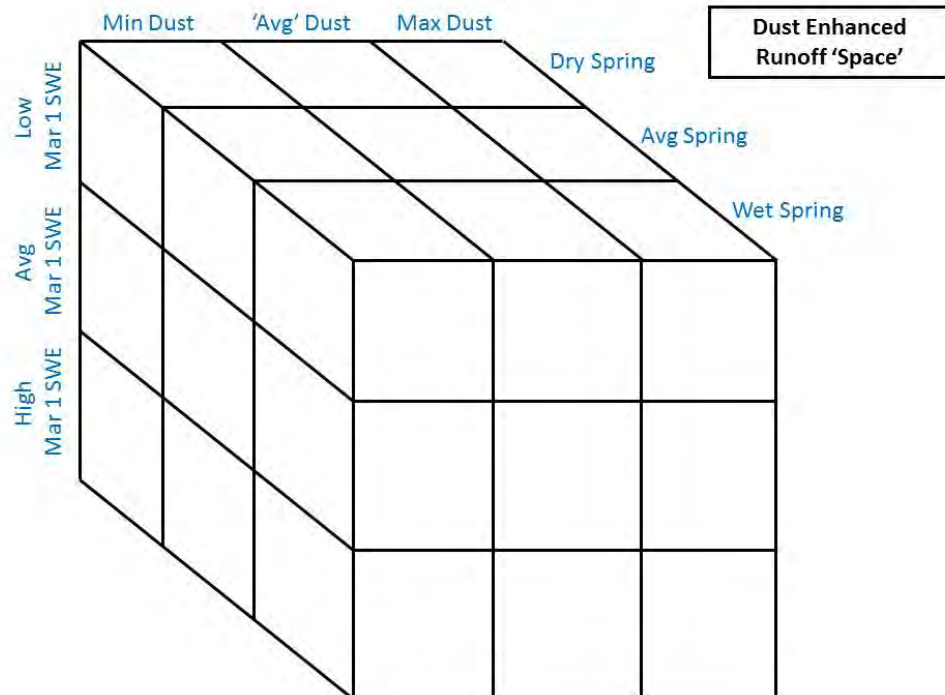 Min Dust
‘Avg’ Dust
Max Dust
Dust Enhanced
Runoff ‘Space’
Dry Spring
Avg Spring
Wet Spring
Low
Mar 1 SWE
Avg
Mar 1 SWE
High
Mar 1 SWE